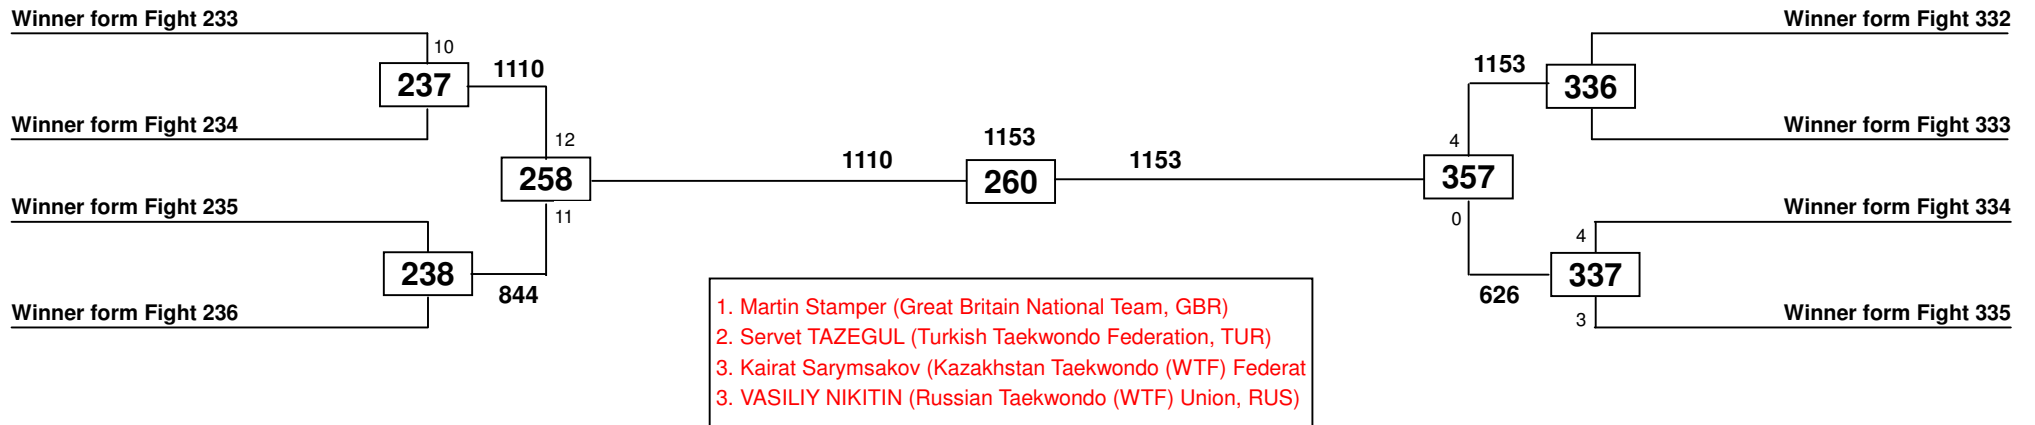 Winner form Fight 233
10
237
1110
Winner form Fight 234
12
258
11
Winner form Fight 235
238
844
Winner form Fight 236
1110
1153
260
1153
Winner form Fight 332
1153
336
Winner form Fight 333
4
357
0
Winner form Fight 334
4
337
626
3
Winner form Fight 335
1. Martin Stamper (Great Britain National Team, GBR)
2. Servet TAZEGUL (Turkish Taekwondo Federation, TUR)
3. Kairat Sarymsakov (Kazakhstan Taekwondo (WTF) Federat
3. VASILIY NIKITIN (Russian Taekwondo (WTF) Union, RUS)